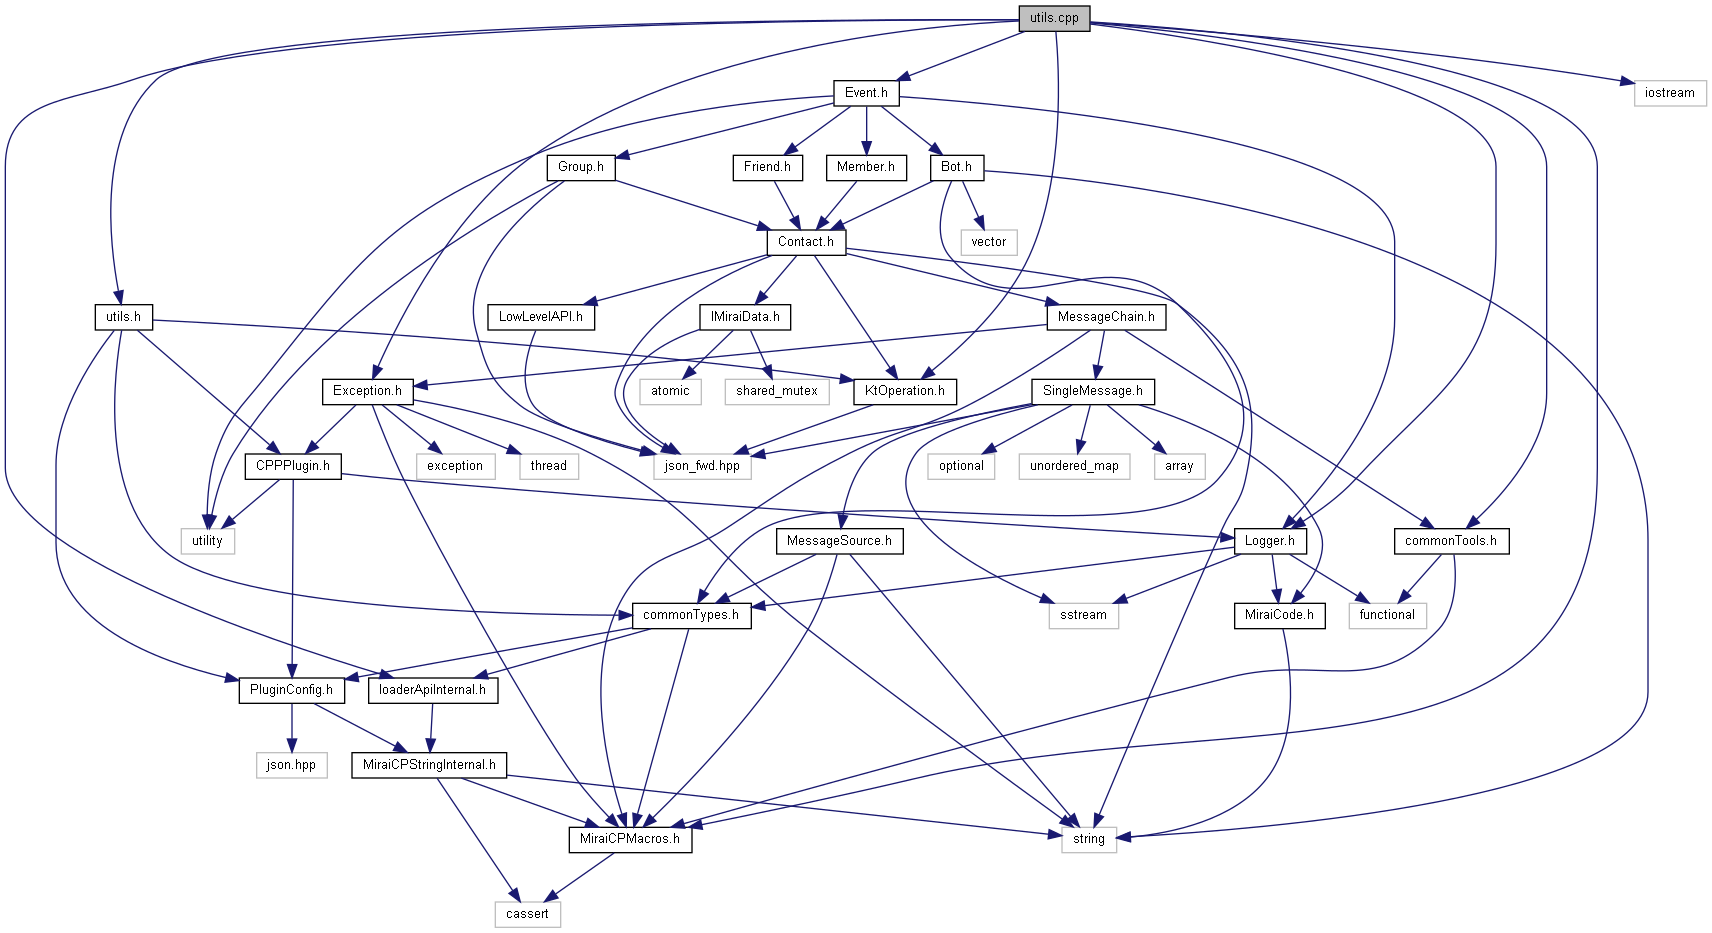 utils.cpp
Event.h
iostream
Group.h
Friend.h
Member.h
Bot.h
Contact.h
vector
utils.h
LowLevelAPI.h
IMiraiData.h
MessageChain.h
Exception.h
atomic
shared_mutex
KtOperation.h
SingleMessage.h
CPPPlugin.h
exception
thread
json_fwd.hpp
optional
unordered_map
array
utility
MessageSource.h
Logger.h
commonTools.h
commonTypes.h
sstream
MiraiCode.h
functional
PluginConfig.h
loaderApiInternal.h
json.hpp
MiraiCPStringInternal.h
MiraiCPMacros.h
string
cassert